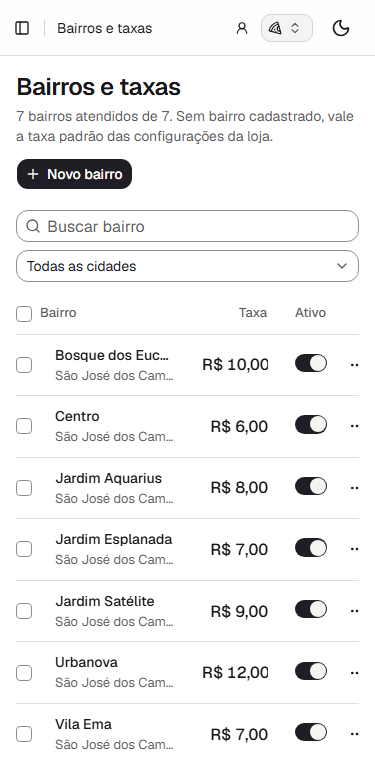 Bairros e taxas
Bairros e taxas
7 bairros atendidos de 7. Sem bairro cadastrado, vale
a taxa padrão das configurações da loja.
Novo bairro
Buscar bairro
Todas as cidades
Bairro Taxa Ativo
Bosque dos Euc...
São José dos Cam...
R$ 10,00
Centro
São José dos Cam...
R$ 6,00
Jardim Aquarius
São José dos Cam...
R$ 8,00
Jardim Esplanada
São José dos Cam...
R$ 7,00
Jardim Satélite
São José dos Cam...
R$ 9,00
Urbanova
São José dos Cam...
R$ 12,00
Vila Ema
São José dos Cam...
R$ 7,00